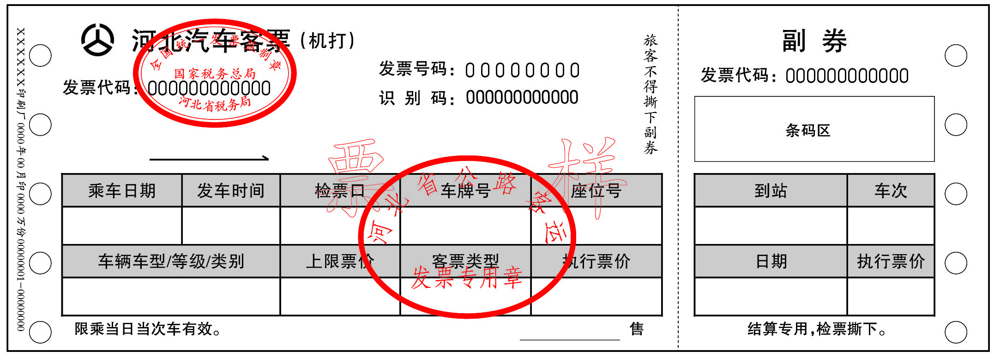 XXXXXX印刷厂0000年00月印0000万份00000001-00000000
河北汽车客票（机打）
全国统一发票监制章
国家税务总局
河北省税务局
发票代码：000000000000
发票号码：00000000
识别码：000000000000
旅客不得撕下副券
票样
河北省公路客运
发票专用章
乘车日期 发车时间 检票口 车牌号 座位号
车辆车型/等级/类别 上限票价 客票类型 执行票价
限乘当日当次车有效。 售
副券
发票代码：000000000000
条码区
到站 车次
日期 执行票价
结算专用,检票撕下。